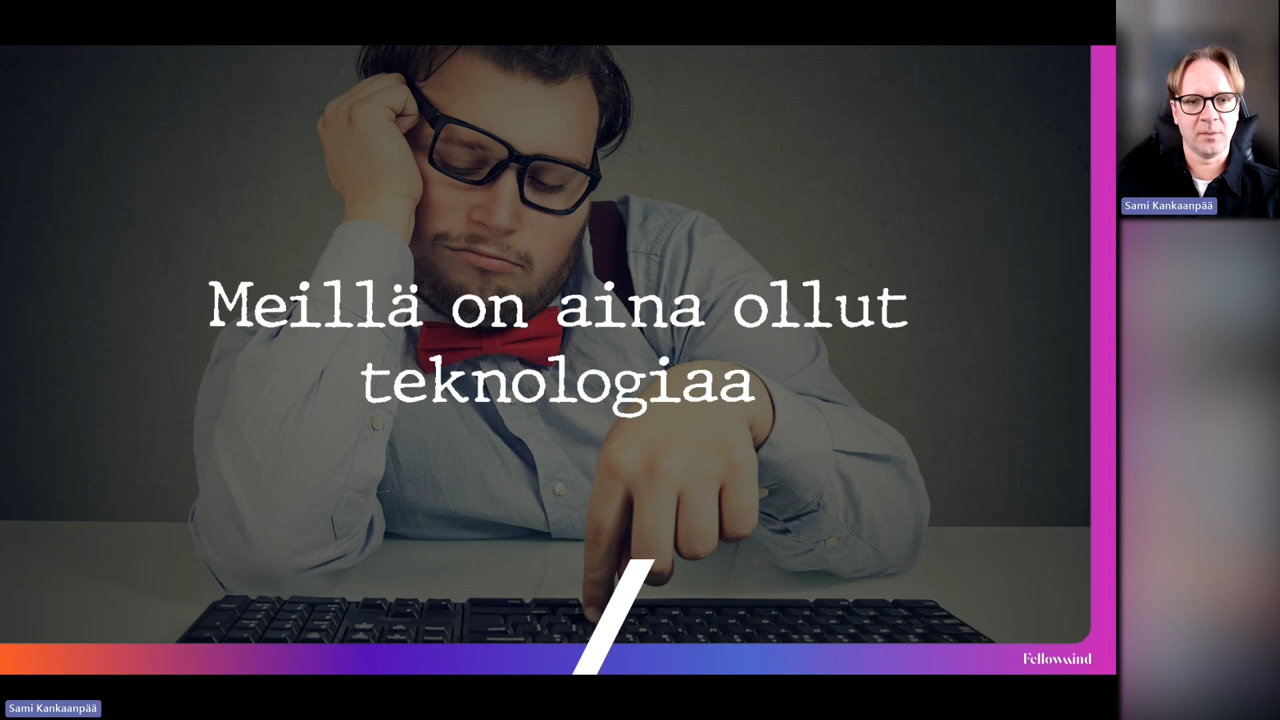 Meillä on aina ollut
teknologiaa
Fellowmind
Sami Kankaanpää
Sami Kankaanpää